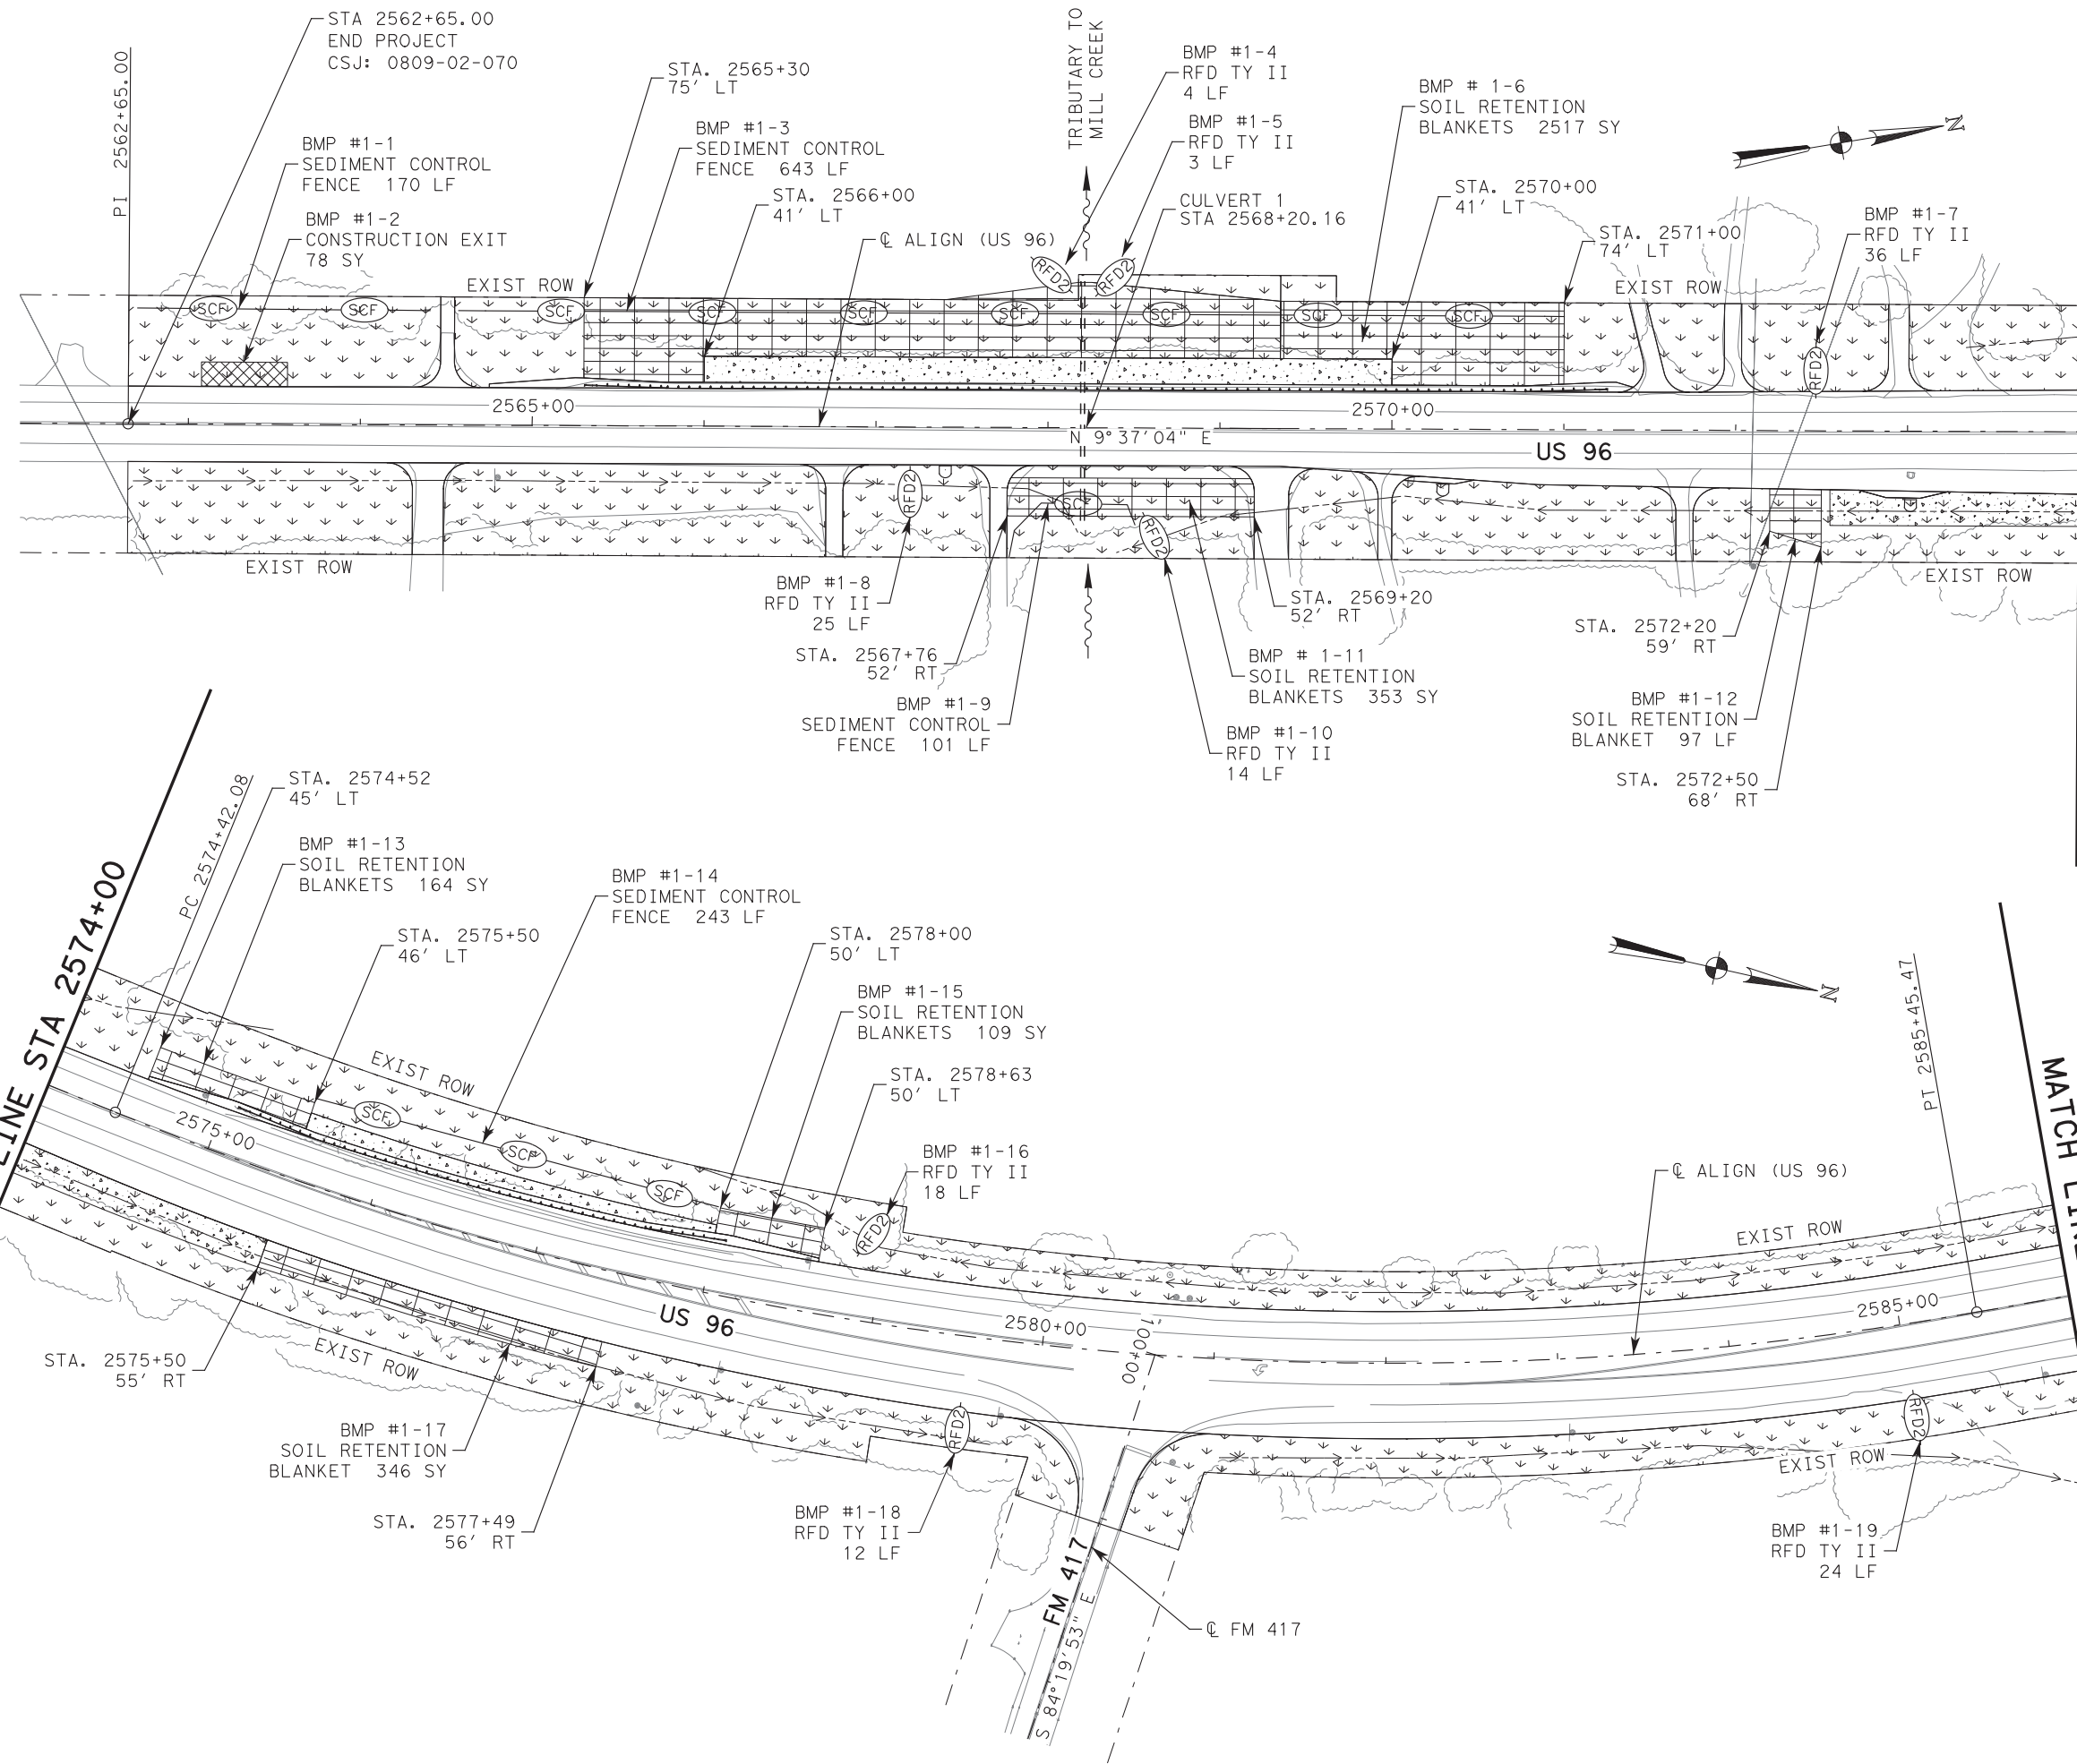 STA 2562+65.00
END PROJECT
CSJ: 0809-02-070
PI 2562+65.00
BMP #1-1
SEDIMENT CONTROL
FENCE 170 LF
BMP #1-2
CONSTRUCTION EXIT
78 SY
STA. 2565+30
75' LT
BMP #1-3
SEDIMENT CONTROL
FENCE 643 LF
STA. 2566+00
41' LT
℄ ALIGN (US 96)
TRIBUTARY TO
MILL CREEK
BMP #1-4
RFD TY II
4 LF
BMP #1-5
RFD TY II
3 LF
CULVERT 1
STA 2568+20.16
BMP # 1-6
SOIL RETENTION
BLANKETS 2517 SY
STA. 2570+00
41' LT
STA. 2571+00
74' LT
BMP #1-7
RFD TY II
36 LF
N
EXIST ROW
EXIST ROW
RFD2
RFD2
SCF
SCF
SCF
SCF
SCF
SCF
SCF
SCF
SCF
RFD2
2565+00
2570+00
N 9°37'04" E
US 96
RFD2
SCF
RFD2
EXIST ROW
EXIST ROW
BMP #1-8
RFD TY II
25 LF
STA. 2567+76
52' RT
BMP #1-9
SEDIMENT CONTROL
FENCE 101 LF
STA. 2569+20
52' RT
BMP # 1-11
SOIL RETENTION
BLANKETS 353 SY
BMP #1-10
RFD TY II
14 LF
STA. 2572+20
59' RT
BMP #1-12
SOIL RETENTION
BLANKET 97 LF
STA. 2572+50
68' RT
LINE STA 2574+00
PC 2574+42.08
STA. 2574+52
45' LT
BMP #1-13
SOIL RETENTION
BLANKETS 164 SY
STA. 2575+50
46' LT
BMP #1-14
SEDIMENT CONTROL
FENCE 243 LF
STA. 2578+00
50' LT
BMP #1-15
SOIL RETENTION
BLANKETS 109 SY
STA. 2578+63
50' LT
BMP #1-16
RFD TY II
18 LF
N
PT 2585+45.47
MATCH LINE
℄ ALIGN (US 96)
EXIST ROW
EXIST ROW
SCF
SCF
SCF
RFD2
2575+00
US 96
2580+00
2585+00
100+00
EXIST ROW
RFD2
EXIST ROW
RFD2
STA. 2575+50
55' RT
BMP #1-17
SOIL RETENTION
BLANKET 346 SY
STA. 2577+49
56' RT
BMP #1-18
RFD TY II
12 LF
FM 417
S 84°19'53" E
℄ FM 417
BMP #1-19
RFD TY II
24 LF